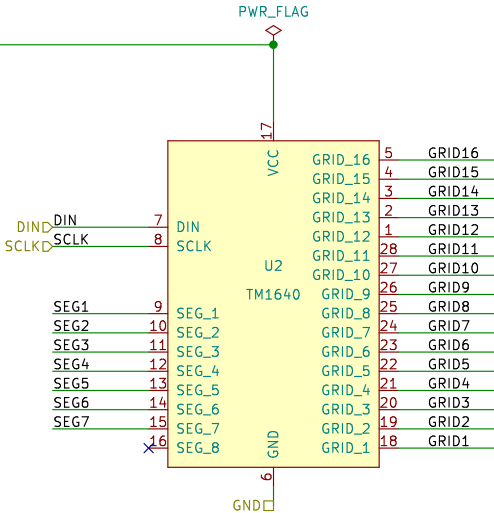 PWR_FLAG
17
VCC
GRID_16 5 GRID16
GRID_15 4 GRID15
GRID_14 3 GRID14
GRID_13 2 GRID13
DIN DIN 7 DIN
GRID_12 1 GRID12
SCLK SCLK 8 SCLK
GRID_11 28 GRID11
U2
GRID_10 27 GRID10
TM1640
GRID_9 26 GRID9
SEG1 9 SEG_1 GRID_8 25 GRID8
SEG2 10 SEG_2 GRID_7 24 GRID7
SEG3 11 SEG_3 GRID_6 23 GRID6
SEG4 12 SEG_4 GRID_5 22 GRID5
SEG5 13 SEG_5 GRID_4 21 GRID4
SEG6 14 SEG_6 GRID_3 20 GRID3
SEG7 15 SEG_7 GRID_2 19 GRID2
16 SEG_8 GND GRID_1 18 GRID1
6
GND